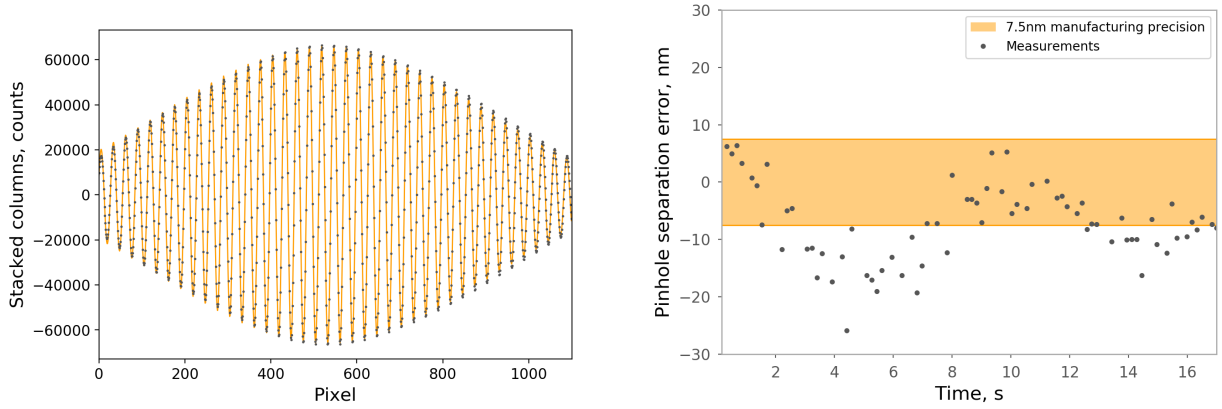 Stacked columns, counts
60000
40000
20000
0
−20000
−40000
−60000
0 200 400 600 800 1000
Pixel
Pinhole separation error, nm
30
20
10
0
−10
−20
−30
2 4 6 8 10 12 14 16
Time, s
7.5nm manufacturing precision
Measurements